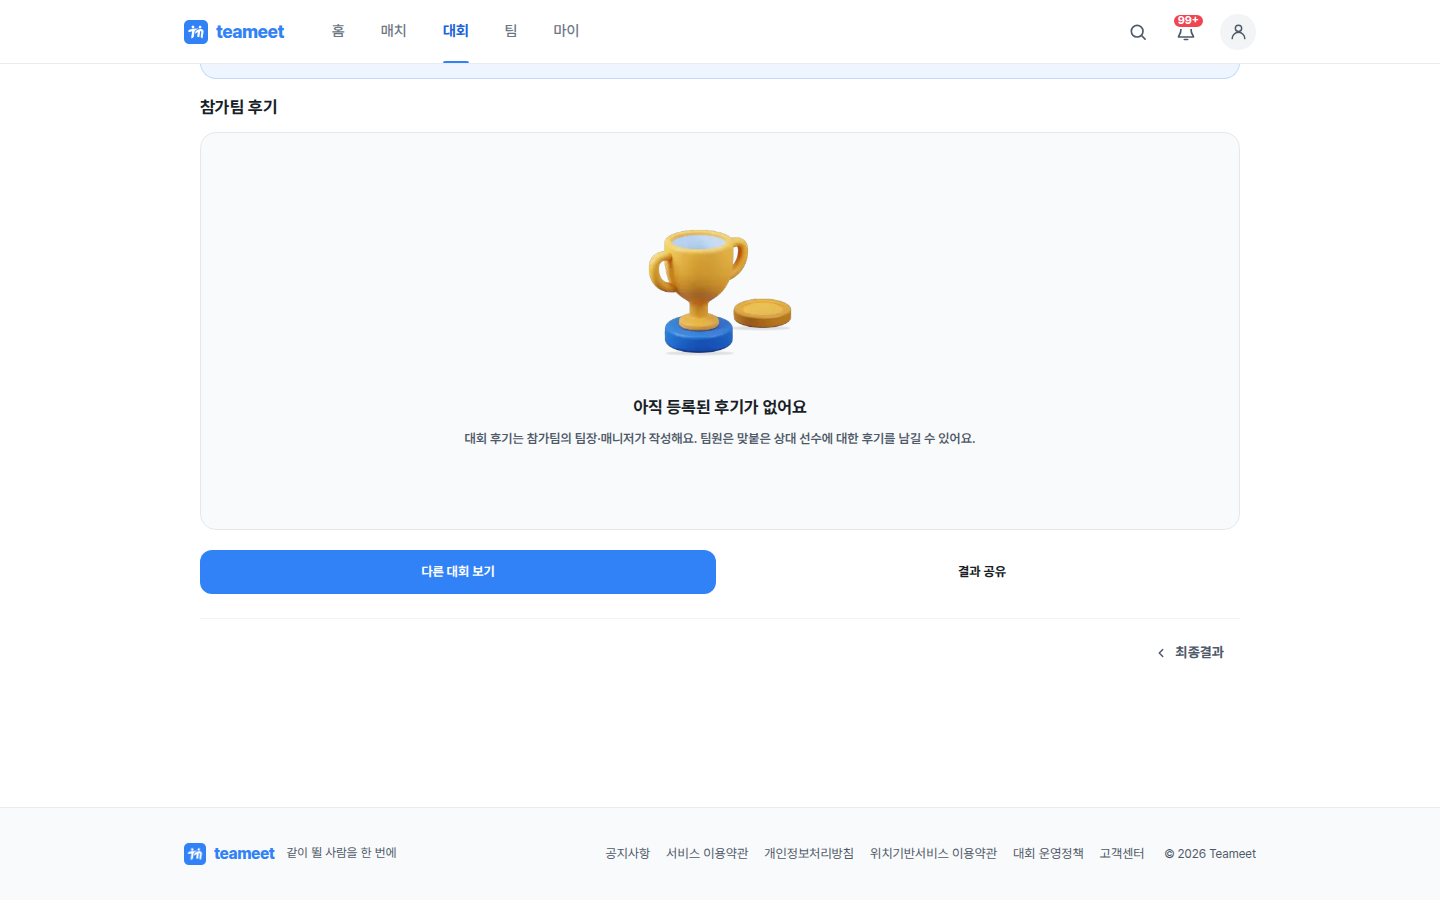 teameet
홈
매치
대회
팀
마이
99+
참가팀 후기
아직 등록된 후기가 없어요
대회 후기는 참가팀의 팀장·매니저가 작성해요. 팀원은 맞붙은 상대 선수에 대한 후기를 남길 수 있어요.
다른 대회 보기
결과 공유
최종결과
teameet
같이 뛸 사람을 한 번에
공지사항
서비스 이용약관
개인정보처리방침
위치기반서비스 이용약관
대회 운영정책
고객센터
© 2026 Teameet